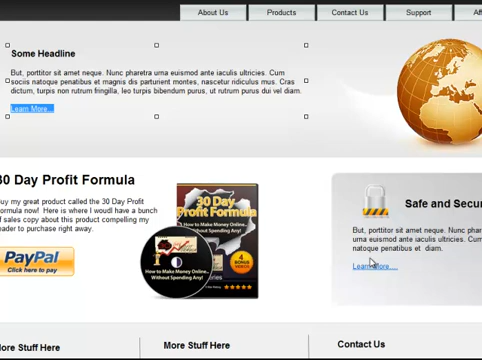 About Us
Products
Contact Us
Support
Aff
Some Headline
But, porttitor sit amet neque. Nunc pharetra urna euismod ante iaculis ultricies. Cum
sociis natoque penatibus et magnis dis parturient montes, nascetur ridiculus mus. Cras
dictum, turpis non rutrum fringilla, leo turpis bibendum purus, ut rutrum purus dui vel diam.
Learn More...
30 Day Profit Formula
uy my great product called the 30 Day Profit
ormula now! Here is where I woudl have a bunch
f sales copy about this product compelling my
eader to purchase right away.
PayPal
Click here to pay
30 Day
Profit Formula
How to Make Money Online..
Without Spending Any!
4
BONUS
VIDEOS
How to Make Money Online..
Without Spending Any!
Safe and Secur
But, porttitor sit amet neque. Nunc
urna euismod ante iaculis ultricies.
natoque penatibus et diam.
Learn More....
ore Stuff Here
More Stuff Here
Contact Us